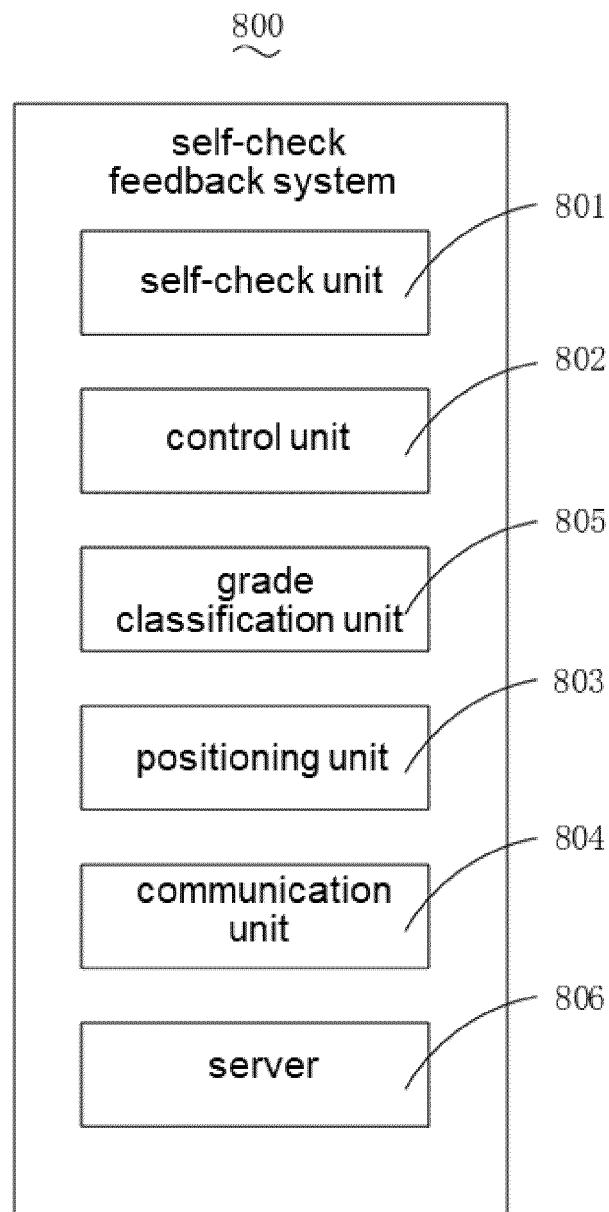 800
self-check
feedback system
801
self-check unit
802
control unit
805
grade
classification unit
803
positioning unit
804
communication
unit
806
server